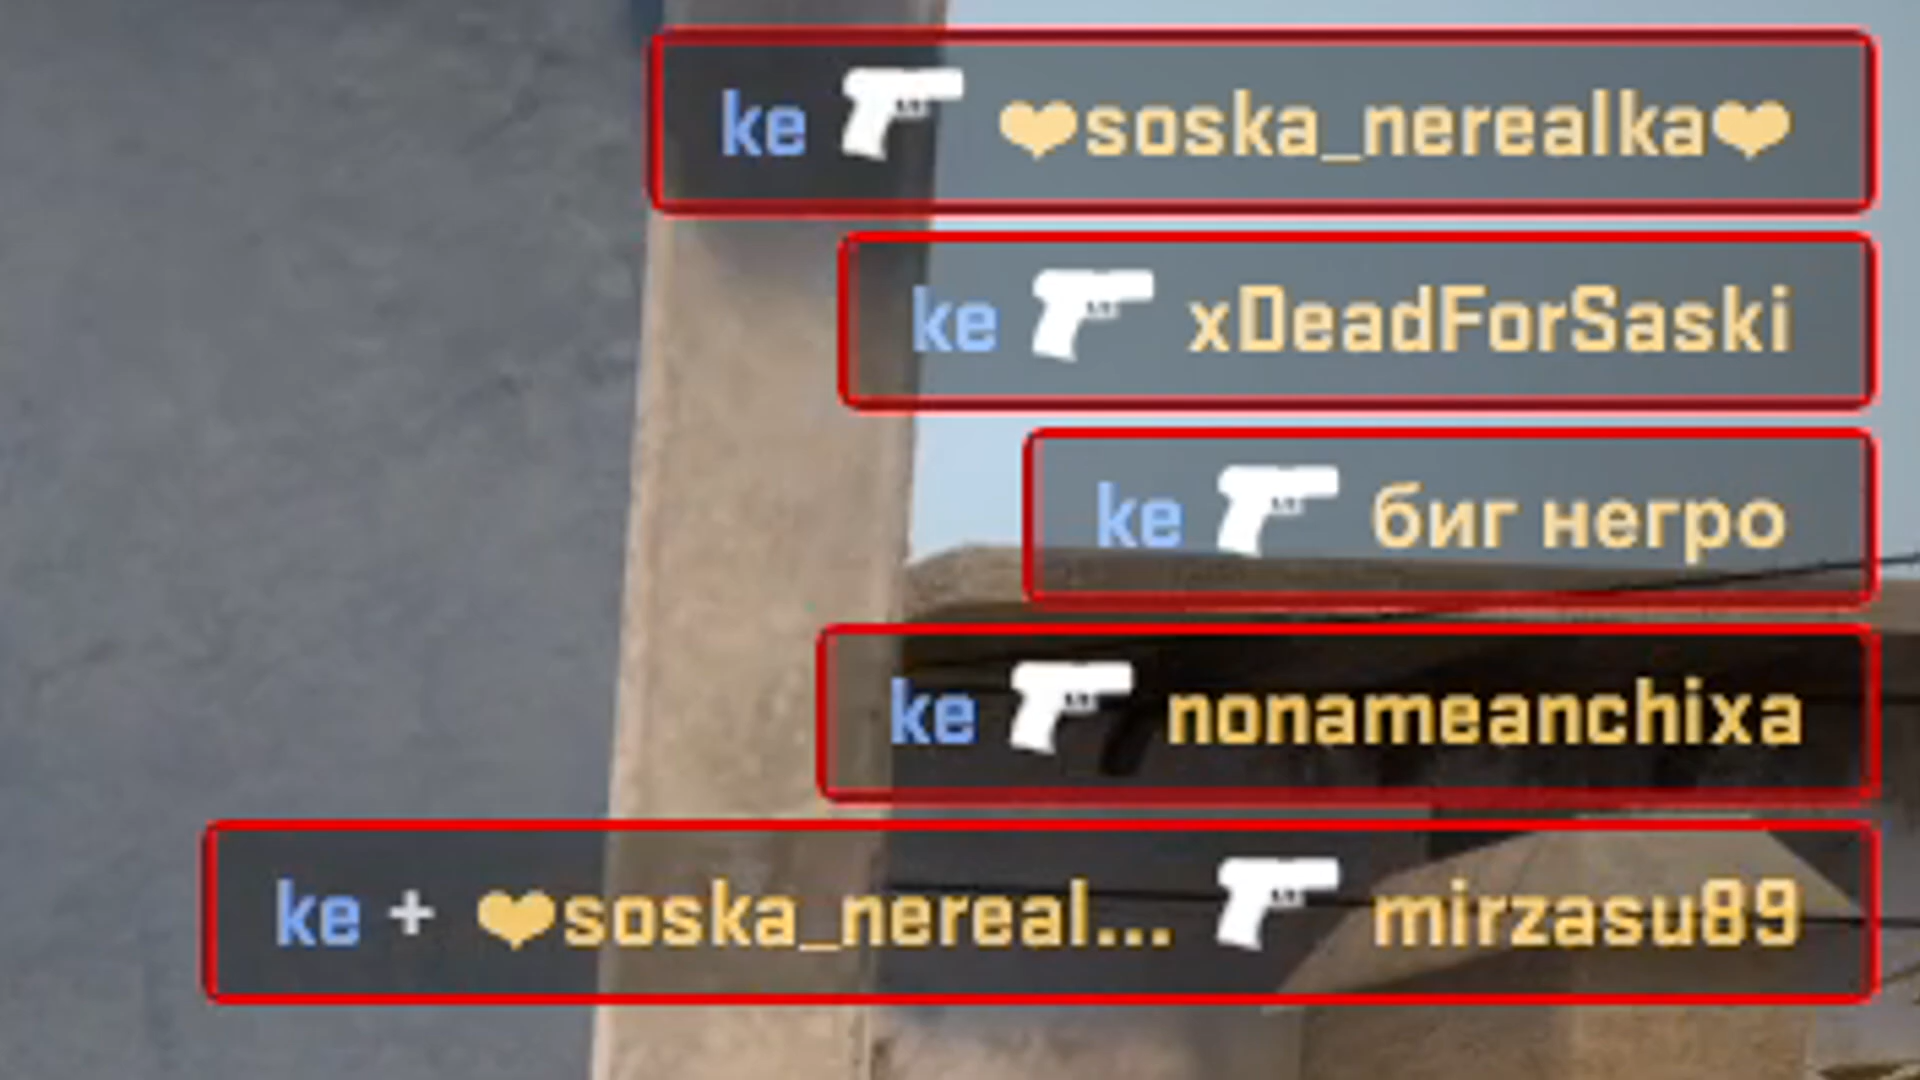 ke ❤soska_nerealka❤
ke xDeadForSaski
ke биг негро
ke nonameanchixa
ke + ❤soska_nereal... mirzasu89